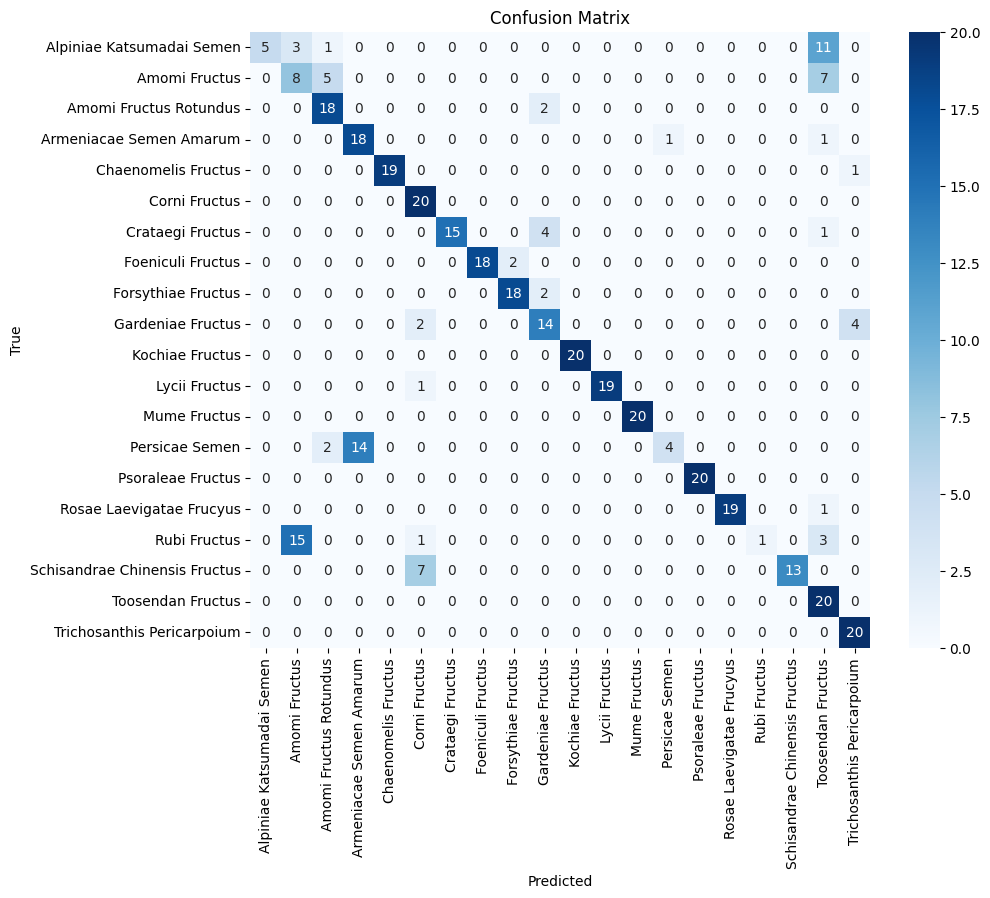 Confusion Matrix
Alpiniae Katsumadai Semen 5 3 1 0 0 0 0 0 0 0 0 0 0 0 0 0 0 0 11 0
Amomi Fructus 0 8 5 0 0 0 0 0 0 0 0 0 0 0 0 0 0 0 7 0
Amomi Fructus Rotundus 0 0 18 0 0 0 0 0 0 2 0 0 0 0 0 0 0 0 0 0
Armeniacae Semen Amarum 0 0 0 18 0 0 0 0 0 0 0 0 0 1 0 0 0 0 1 0
Chaenomelis Fructus 0 0 0 0 19 0 0 0 0 0 0 0 0 0 0 0 0 0 0 1
Corni Fructus 0 0 0 0 0 20 0 0 0 0 0 0 0 0 0 0 0 0 0 0
Crataegi Fructus 0 0 0 0 0 0 15 0 0 4 0 0 0 0 0 0 0 0 1 0
Foeniculi Fructus 0 0 0 0 0 0 0 18 2 0 0 0 0 0 0 0 0 0 0 0
Forsythiae Fructus 0 0 0 0 0 0 0 0 18 2 0 0 0 0 0 0 0 0 0 0
Gardeniae Fructus 0 0 0 0 0 2 0 0 0 14 0 0 0 0 0 0 0 0 0 4
Kochiae Fructus 0 0 0 0 0 0 0 0 0 0 20 0 0 0 0 0 0 0 0 0
Lycii Fructus 0 0 0 0 0 1 0 0 0 0 0 19 0 0 0 0 0 0 0 0
Mume Fructus 0 0 0 0 0 0 0 0 0 0 0 0 20 0 0 0 0 0 0 0
Persicae Semen 0 0 2 14 0 0 0 0 0 0 0 0 0 4 0 0 0 0 0 0
Psoraleae Fructus 0 0 0 0 0 0 0 0 0 0 0 0 0 0 20 0 0 0 0 0
Rosae Laevigatae Frucyus 0 0 0 0 0 0 0 0 0 0 0 0 0 0 0 19 0 0 1 0
Rubi Fructus 0 15 0 0 0 1 0 0 0 0 0 0 0 0 0 0 1 0 3 0
Schisandrae Chinensis Fructus 0 0 0 0 0 7 0 0 0 0 0 0 0 0 0 0 0 13 0 0
Toosendan Fructus 0 0 0 0 0 0 0 0 0 0 0 0 0 0 0 0 0 0 20 0
Trichosanthis Pericarpoium 0 0 0 0 0 0 0 0 0 0 0 0 0 0 0 0 0 0 0 20
True
Alpiniae Katsumadai Semen
Amomi Fructus
Amomi Fructus Rotundus
Armeniacae Semen Amarum
Chaenomelis Fructus
Corni Fructus
Crataegi Fructus
Foeniculi Fructus
Forsythiae Fructus
Gardeniae Fructus
Kochiae Fructus
Lycii Fructus
Mume Fructus
Persicae Semen
Psoraleae Fructus
Rosae Laevigatae Frucyus
Rubi Fructus
Schisandrae Chinensis Fructus
Toosendan Fructus
Trichosanthis Pericarpoium
Predicted
20.0
17.5
15.0
12.5
10.0
7.5
5.0
2.5
0.0